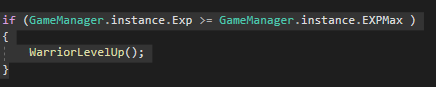 if (GameManager.instance.Exp >= GameManager.instance.EXPMax )
{
WarriorLevelUp();
}